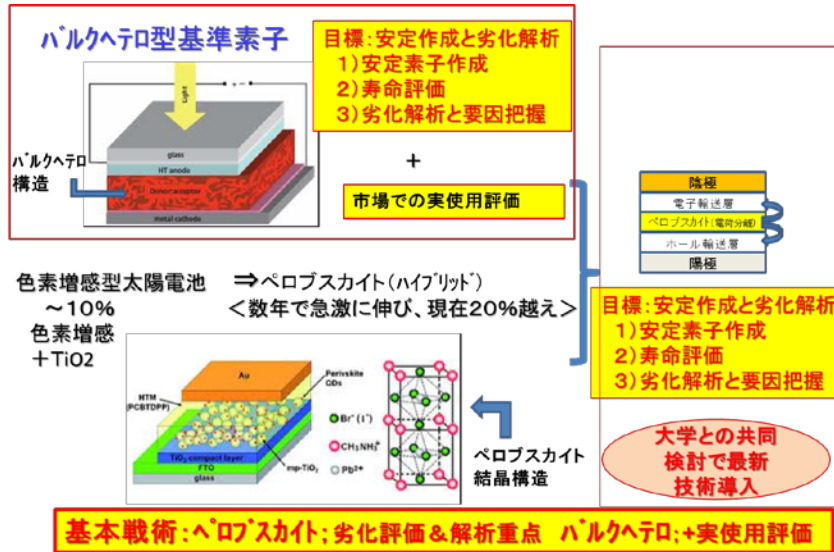 バルクヘテロ型基準素子
目標:安定作成と劣化解析
1)安定素子作成
2)寿命評価
3)劣化解析と要因把握
+ -
Light
glass
HT anode
Donor:acceptor
metal cathode
バルクヘテロ
構造
+
市場での実使用評価
陰極
電子輸送層
ペロブスカイト(電荷分離)
ホール輸送層
陽極
色素増感型太陽電池
~10%
色素増感
+TiO2
⇒ペロブスカイト(ハイブリッド)
<数年で急激に伸び、現在20%越え>
目標:安定作成と劣化解析
1)安定素子作成
2)寿命評価
3)劣化解析と要因把握
Au
HTM
(PCBTDPP)
Perivskite
QDs
TiO2 compact layer
FTO
glass
mp-TiO2
Br⁻ (I⁻)
CH3NH3⁺
Pb²⁺
ペロブスカイト
結晶構造
大学との共同
検討で最新
技術導入
基本戦術:ペロブスカイト;劣化評価&解析重点 バルクヘテロ;+実使用評価